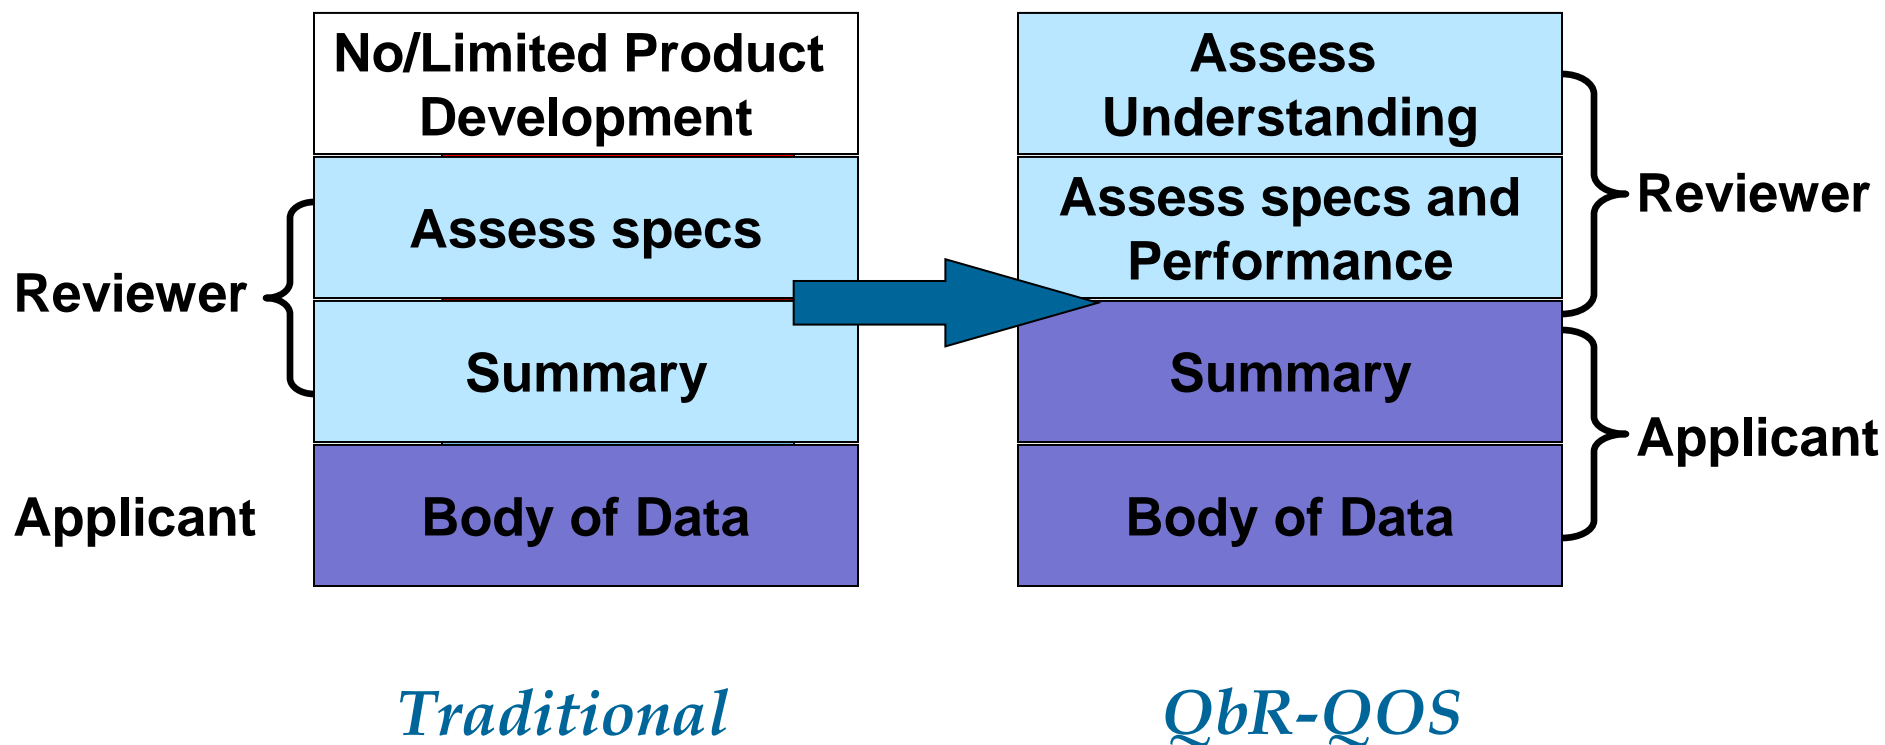 No/Limited Product
Development
Assess specs
Reviewer
Summary
Applicant
Body of Data
Traditional
Assess
Understanding
Assess specs and
Performance
Reviewer
Summary
Applicant
Body of Data
QbR-QOS